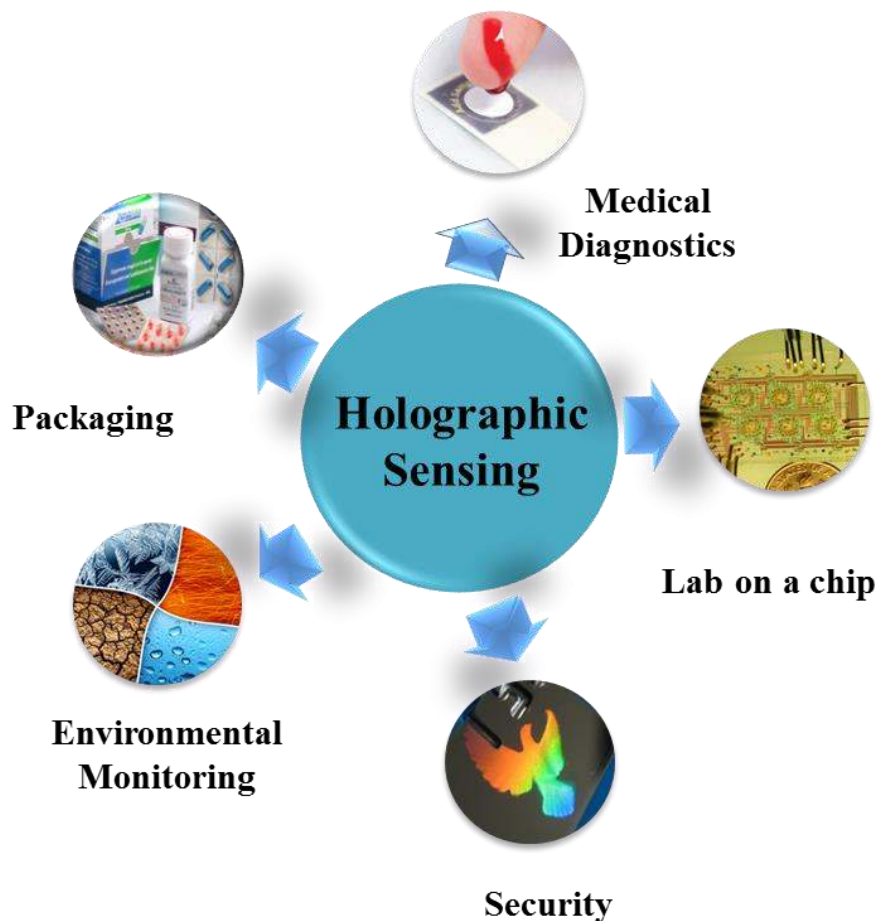 Medical
Diagnostics
Holographic
Sensing
Packaging
Lab on a chip
Environmental
Monitoring
Security